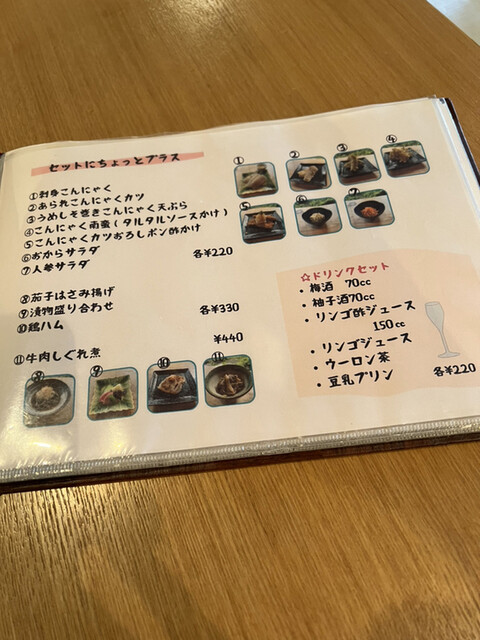 セットにちょっとプラス
①刺身こんにゃく
②あられこんにゃくカツ
③うめしそ巻きこんにゃく天ぷら
④こんにゃく南蛮(タルタルソースかけ)
⑤こんにゃくカツおろしポン酢かけ
⑥おからサラダ 各¥220
⑦人参サラダ
⑧茄子はさみ揚げ
⑨漬物盛り合わせ 各¥330
⑩鶏ハム
¥440
⑪牛肉しぐれ煮
① ② ③ ④
⑤ ⑥ ⑦
⑧ ⑨ ⑩ ⑪
☆ドリンクセット
・梅酒 70cc
・柚子酒70cc
・リンゴ酢ジュース
150cc
・リンゴジュース
・ウーロン茶
・豆乳プリン 各¥220